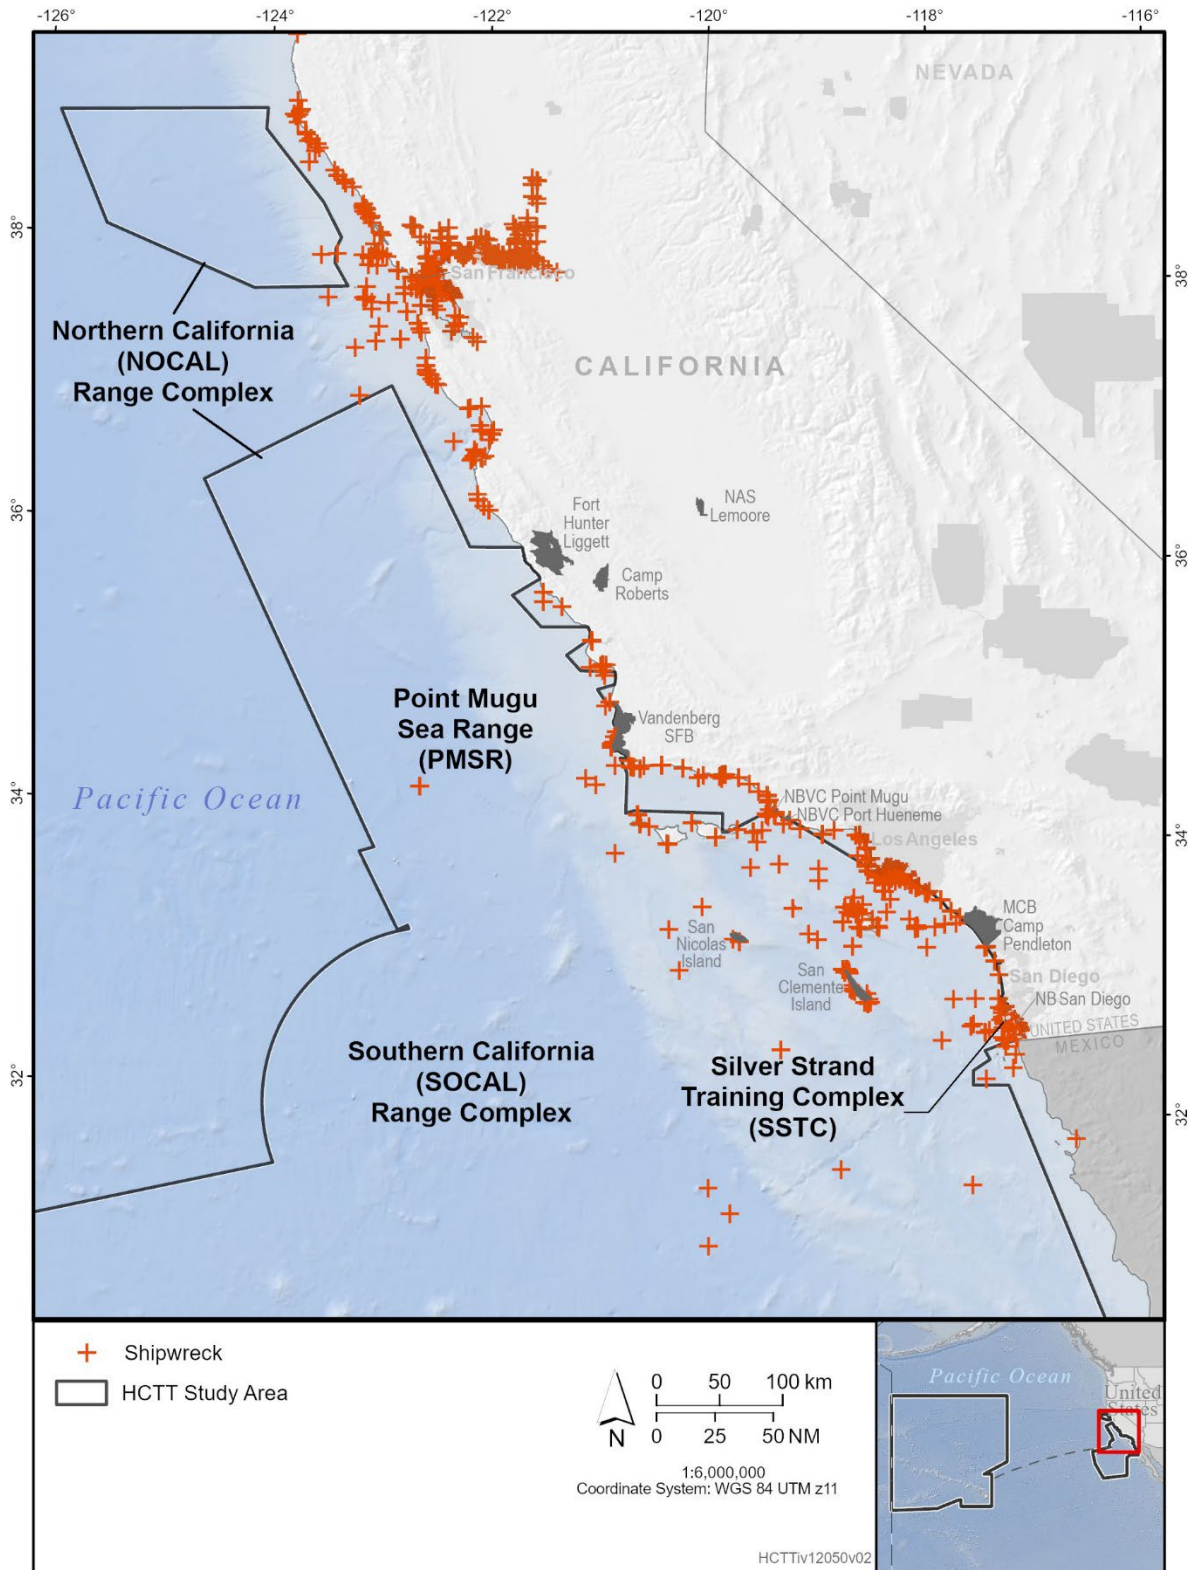 -126°
-124°
-122°
-120°
-118°
-116°
NEVADA
38°
38°
San Francisco
Northern California
(NOCAL)
Range Complex
CALIFORNIA
36°
36°
Fort
Hunter
Liggett
NAS
Lemoore
Camp
Roberts
Point Mugu
Sea Range
(PMSR)
Vandenberg
SFB
Pacific Ocean
34°
34°
NBVC Point Mugu
NBVC Port Hueneme
Los Angeles
MCB
Camp
Pendleton
San
Nicolas
Island
San
Clemente
Island
San Diego
NB San Diego
UNITED STATES
MEXICO
32°
32°
Southern California
(SOCAL)
Range Complex
Silver Strand
Training Complex
(SSTC)
Shipwreck
HCTT Study Area
N
0 50 100 km
0 25 50 NM
1:6,000,000
Coordinate System: WGS 84 UTM z11
HCTTiv12050v02
Pacific Ocean
United
States